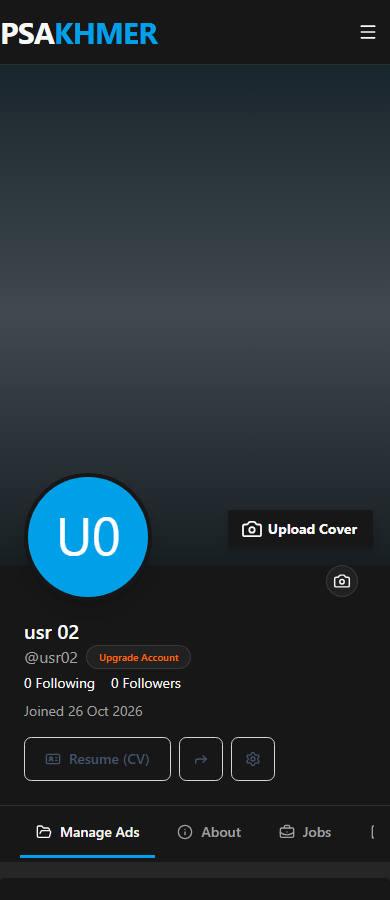 PSAKHMER
U0
Upload Cover
usr 02
@usr02 Upgrade Account
0 Following 0 Followers
Joined 26 Oct 2026
Resume (CV)
Manage Ads About Jobs